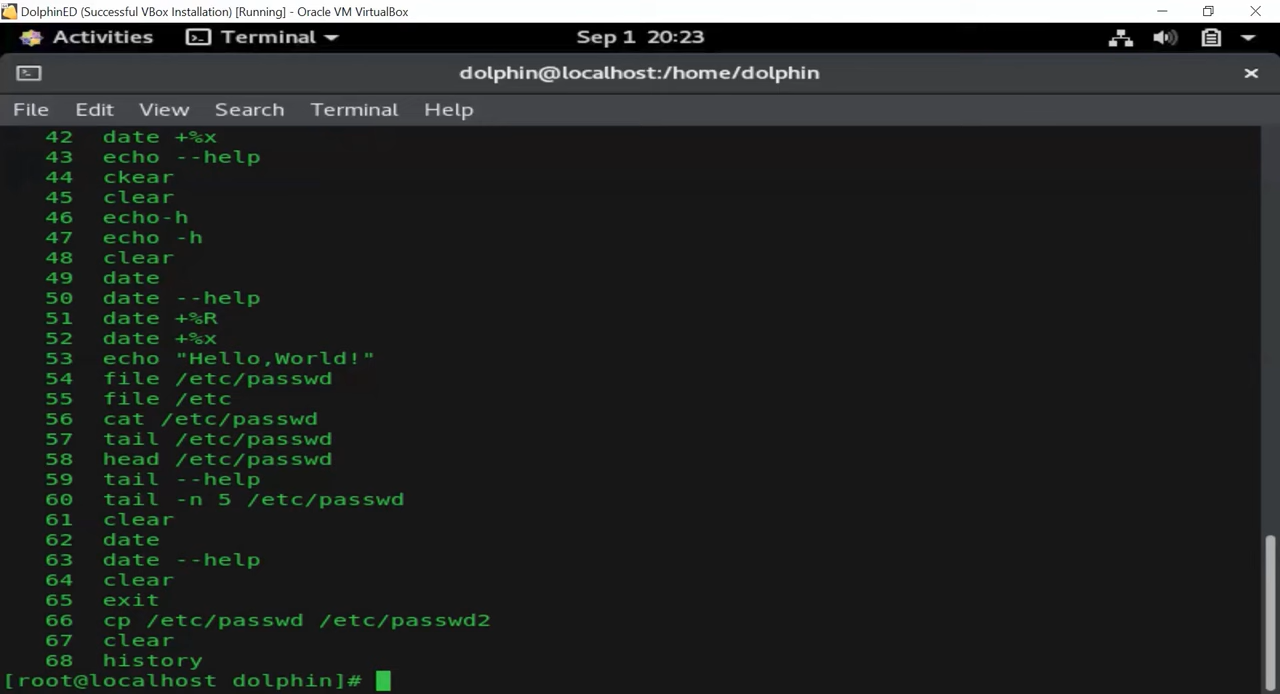 DolphinED (Successful VBox Installation) [Running] - Oracle VM VirtualBox
Activities Terminal Sep 1 20:23
dolphin@localhost:/home/dolphin
File Edit View Search Terminal Help
42 date +%x
43 echo --help
44 ckear
45 clear
46 echo-h
47 echo -h
48 clear
49 date
50 date --help
51 date +%R
52 date +%x
53 echo "Hello,World!"
54 file /etc/passwd
55 file /etc
56 cat /etc/passwd
57 tail /etc/passwd
58 head /etc/passwd
59 tail --help
60 tail -n 5 /etc/passwd
61 clear
62 date
63 date --help
64 clear
65 exit
66 cp /etc/passwd /etc/passwd2
67 clear
68 history
[root@localhost dolphin]#